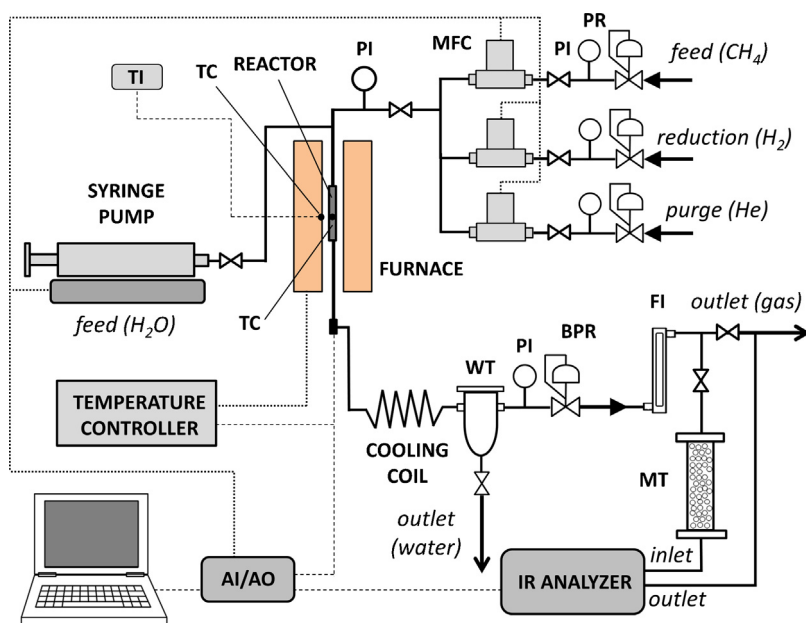 PR
PI
MFC
PI
feed (CH4)
REACTOR
TC
TI
reduction (H2)
SYRINGE
PUMP
purge (He)
FURNACE
feed (H2O)
TC
FI
outlet (gas)
PI
BPR
WT
TEMPERATURE
CONTROLLER
COOLING
COIL
MT
outlet
(water)
inlet
AI/AO
IR ANALYZER
outlet